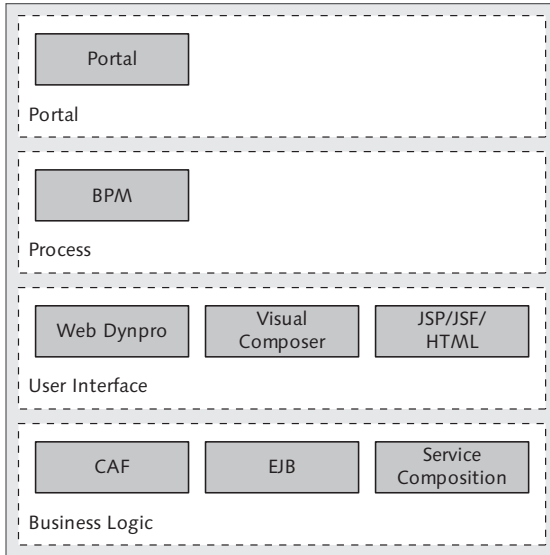 Portal
Portal
BPM
Process
Web Dynpro
Visual
Composer
JSP/JSF/
HTML
User Interface
CAF
EJB
Service
Composition
Business Logic